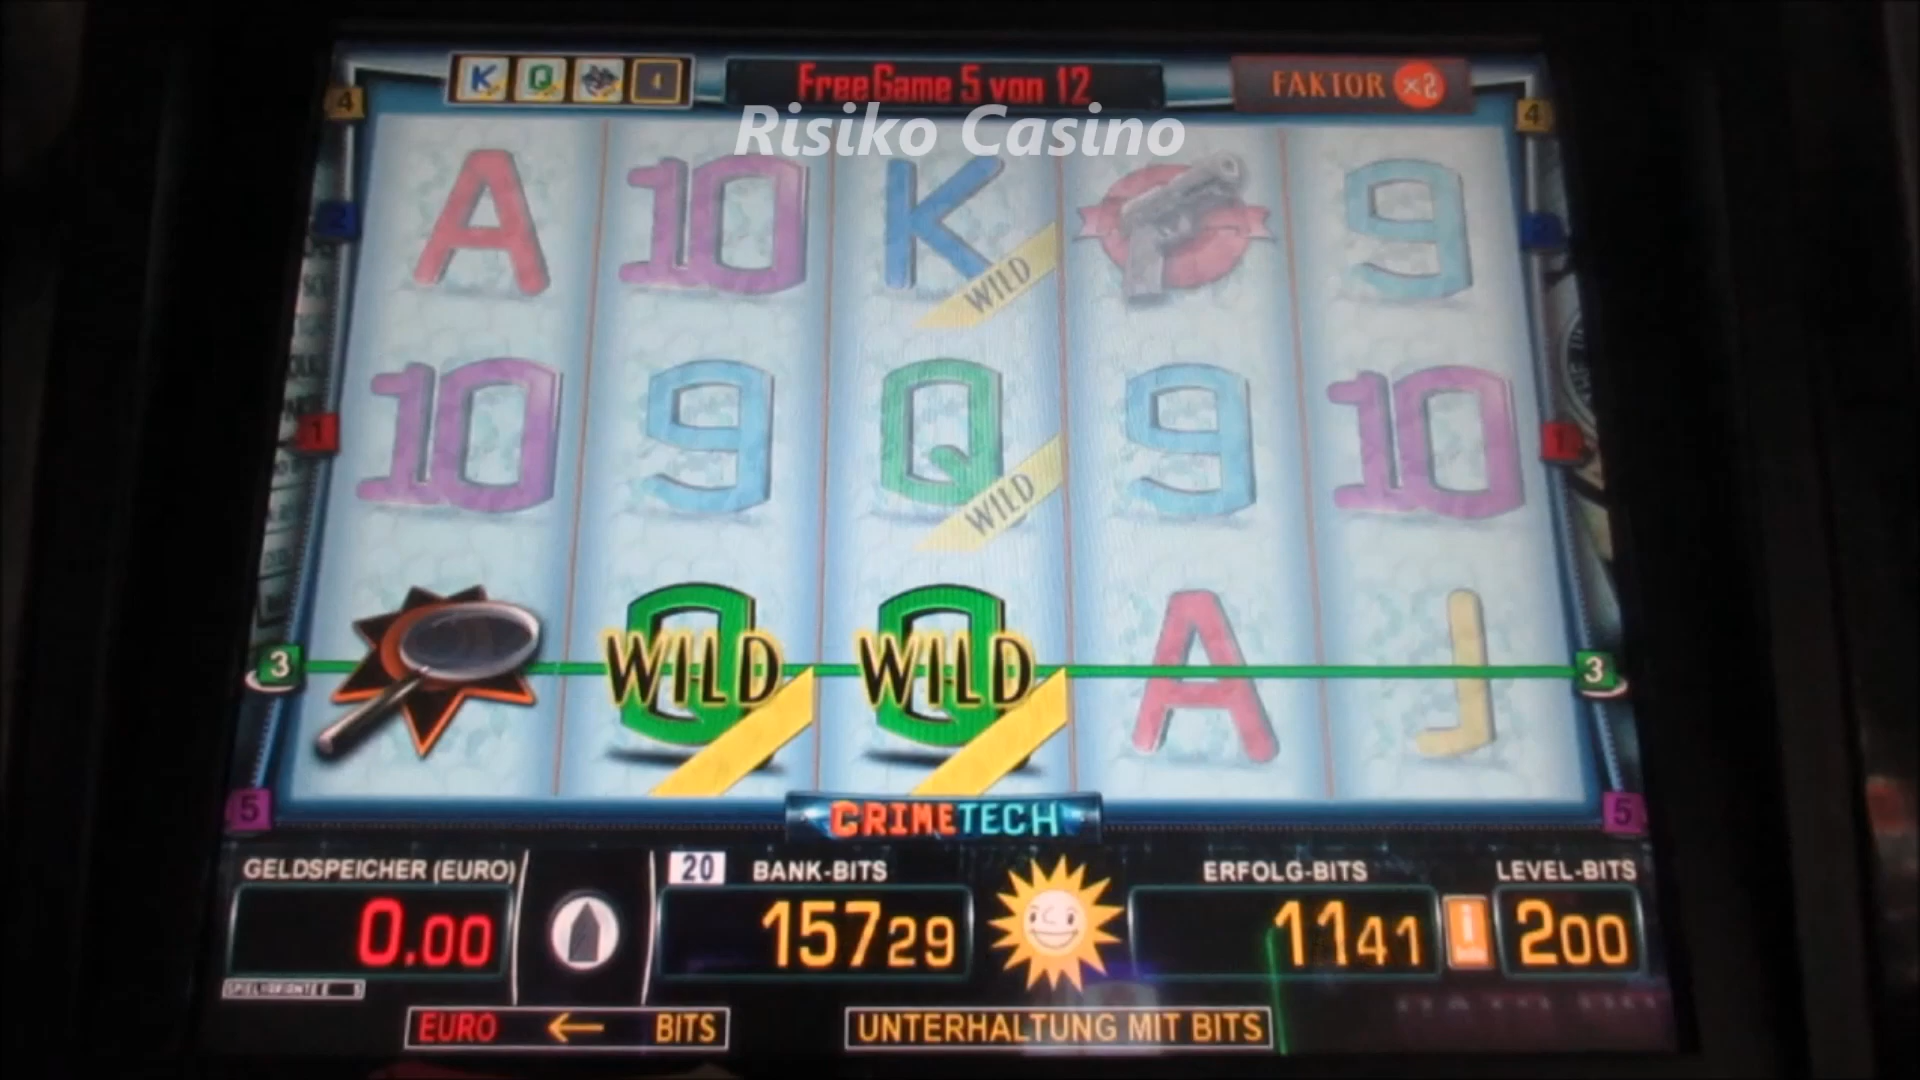 K Q 4
FreeGame 5 von 12
FAKTOR x2
Risiko Casino
4 4
A 10 K WILD 9
2 2
10 9 Q WILD 9 10
1 1
3 Q WILD Q WILD A J 3
5 CRIMETECH 5
GELDSPEICHER (EURO) 20 BANK-BITS ERFOLG-BITS LEVEL-BITS
0.00 15729 1141 i 200
EURO ← BITS UNTERHALTUNG MIT BITS